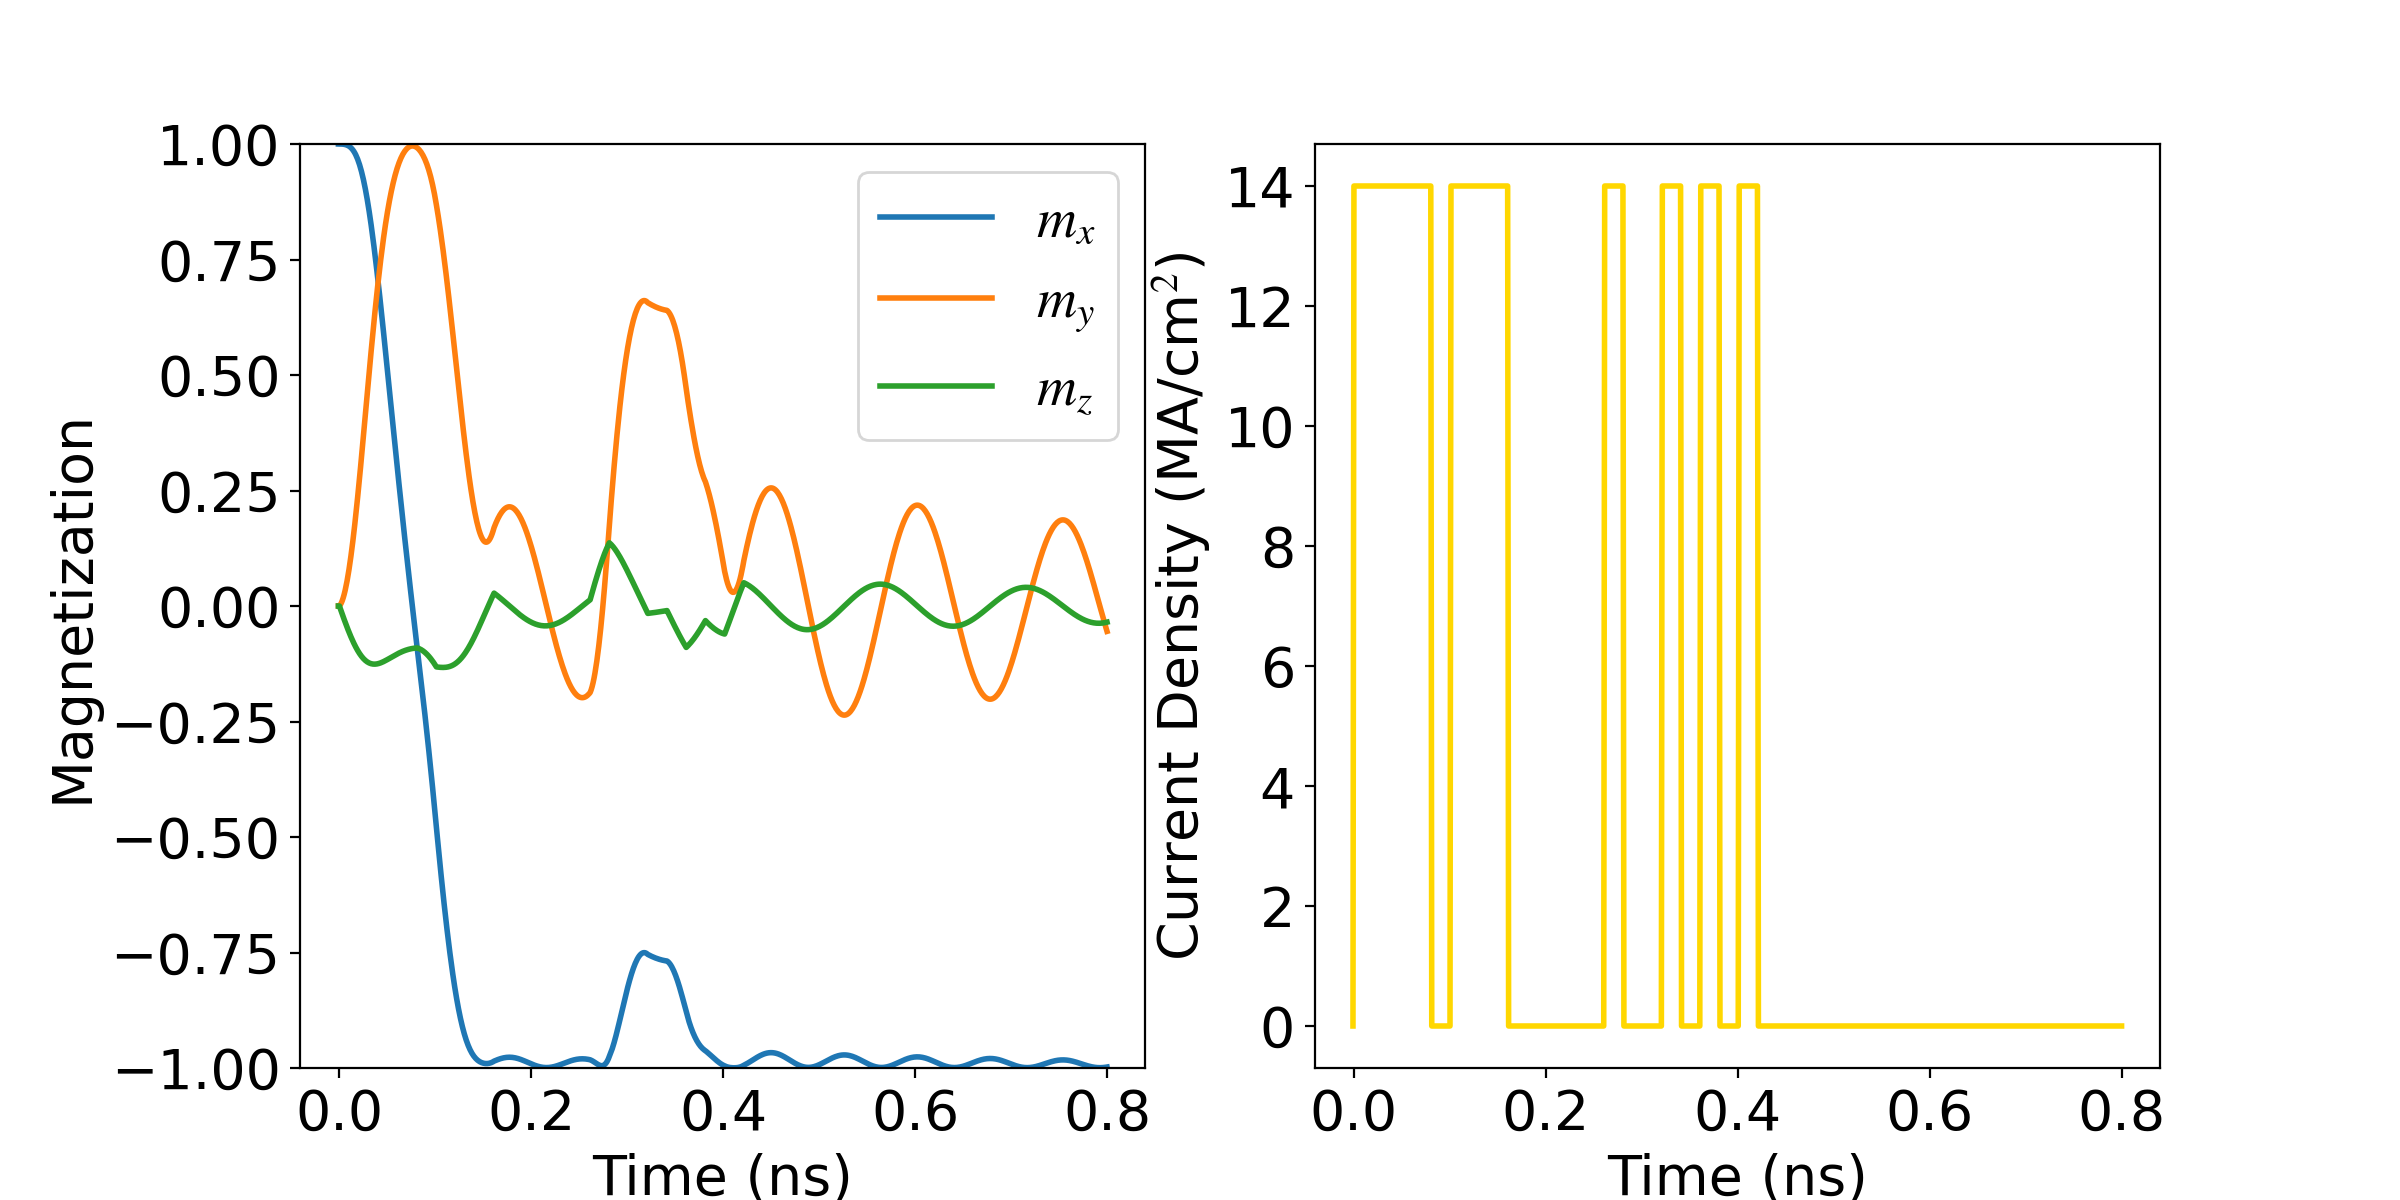 Magnetization
1.00
0.75
0.50
0.25
0.00
−0.25
−0.50
−0.75
−1.00
0.0 0.2 0.4 0.6 0.8
Time (ns)
m_x
m_y
m_z
Current Density (MA/cm²)
14
12
10
8
6
4
2
0
0.0 0.2 0.4 0.6 0.8
Time (ns)